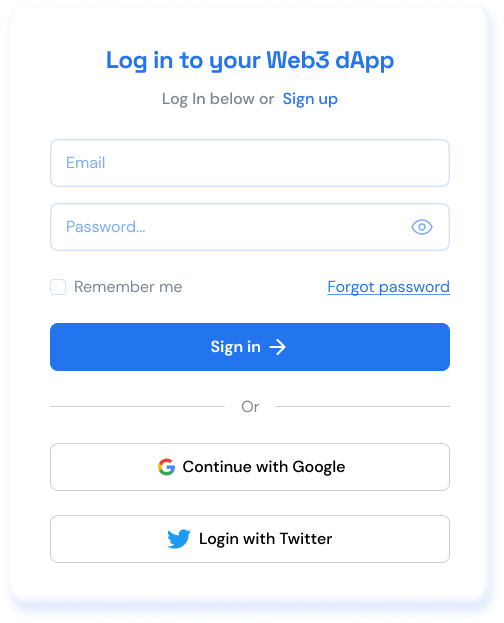 Log in to your Web3 dApp
Log In below or Sign up
Email
Password...
Remember me Forgot password
Sign in →
Or
Continue with Google
Login with Twitter